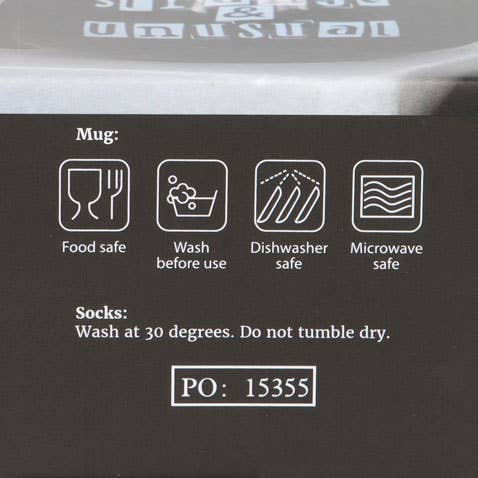 &
unusual
Mug:
Food safe
Wash
before use
Dishwasher
safe
Microwave
safe
Socks:
Wash at 30 degrees. Do not tumble dry.
PO: 15355